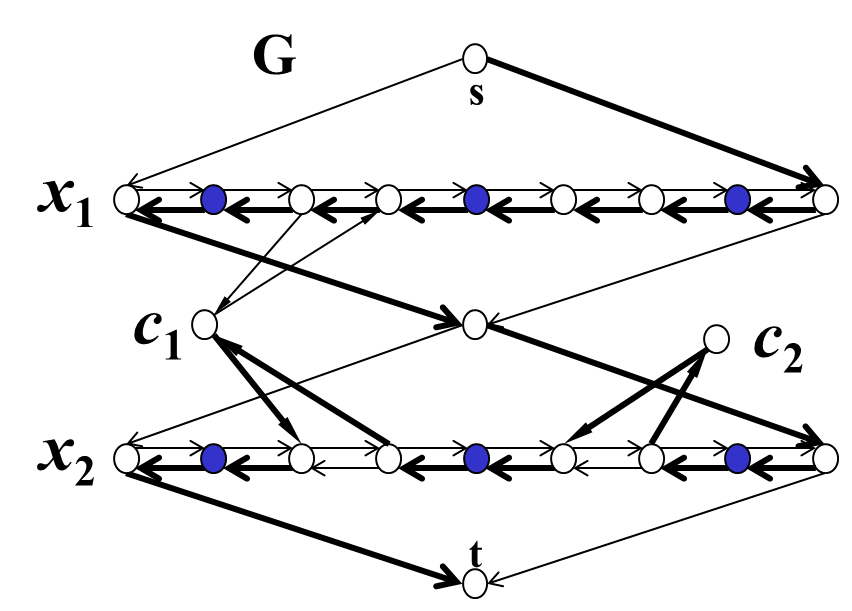 G
s
x₁
c₁
c₂
x₂
t